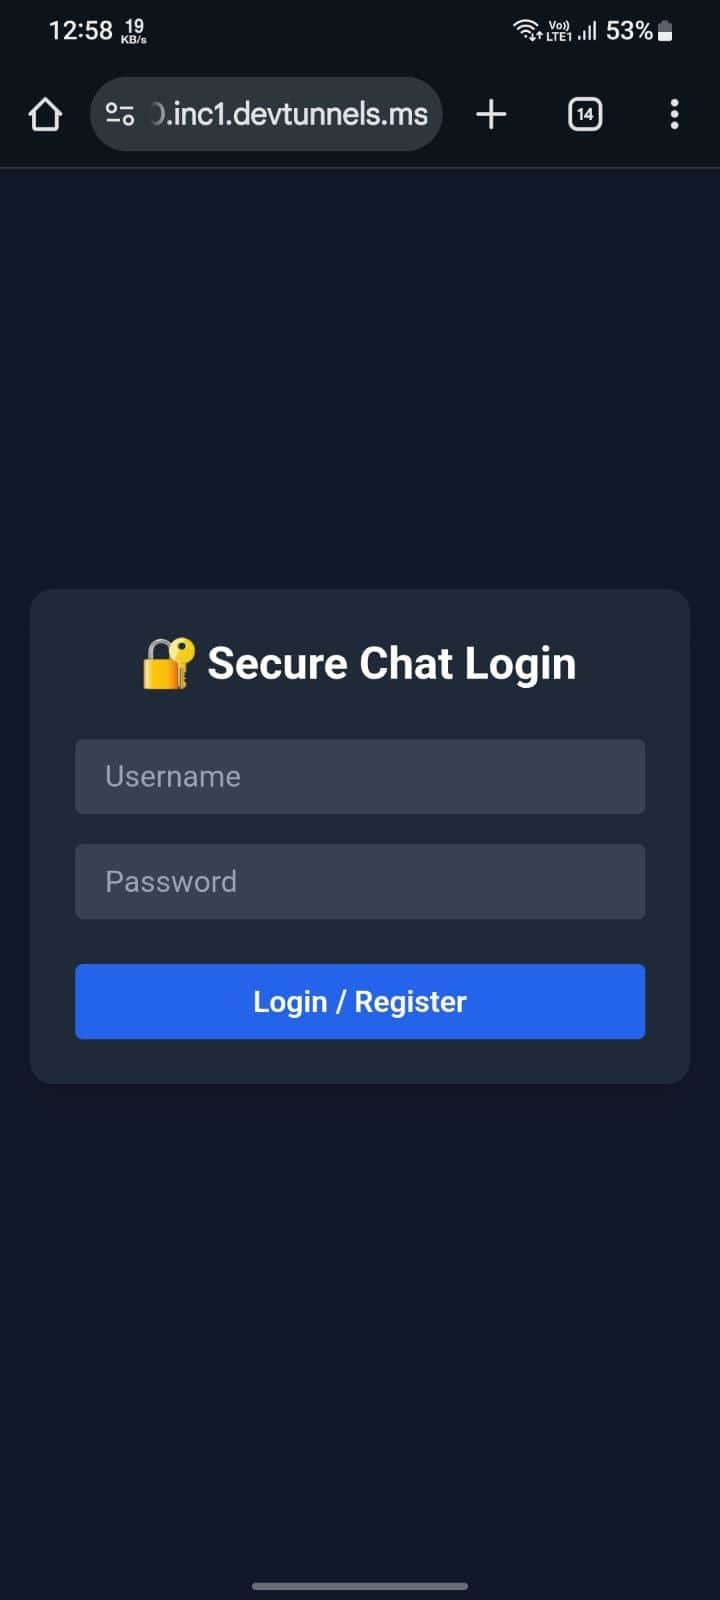 12:58 19 KB/s Vo)) LTE1 53%
.inc1.devtunnels.ms 14
🔐 Secure Chat Login
Username
Password
Login / Register